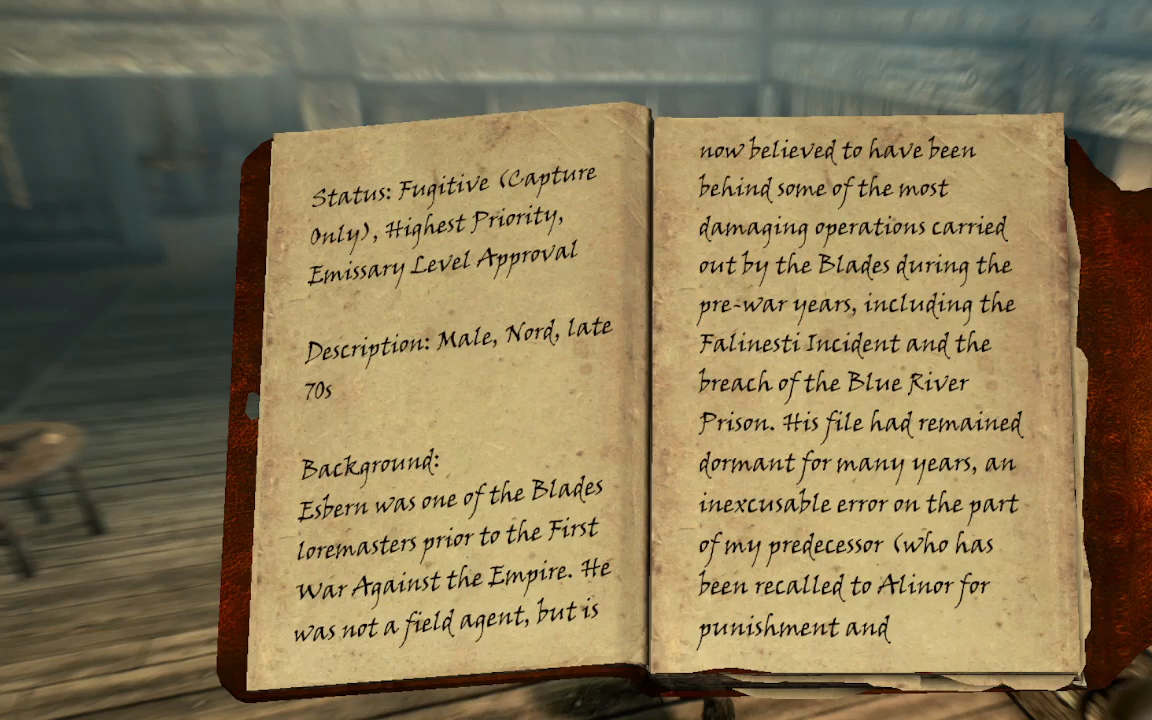 Status: Fugitive (Capture
Only), Highest Priority,
Emissary Level Approval
Description: Male, Nord, late
70s
Background:
Esbern was one of the Blades
loremasters prior to the First
War Against the Empire. He
was not a field agent, but is
now believed to have been
behind some of the most
damaging operations carried
out by the Blades during the
pre-war years, including the
Falinesti Incident and the
breach of the Blue River
Prison. His file had remained
dormant for many years, an
inexcusable error on the part
of my predecessor (who has
been recalled to Alinor for
punishment and